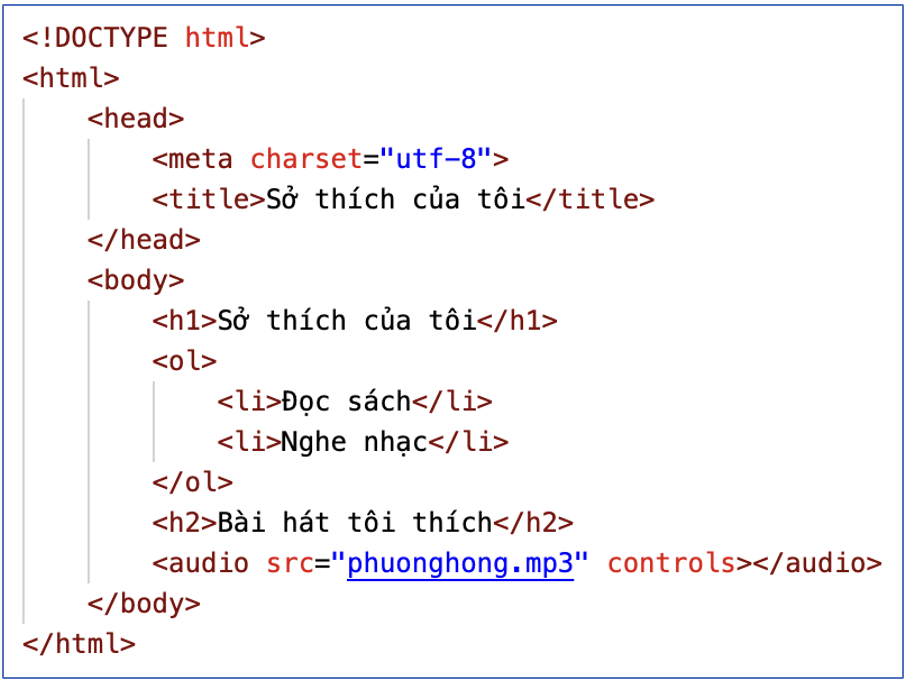 <!DOCTYPE html>
<html>
<head>
<meta charset="utf-8">
<title>Sở thích của tôi</title>
</head>
<body>
<h1>Sở thích của tôi</h1>
<ol>
<li>Đọc sách</li>
<li>Nghe nhạc</li>
</ol>
<h2>Bài hát tôi thích</h2>
<audio src="phuonghong.mp3" controls></audio>
</body>
</html>